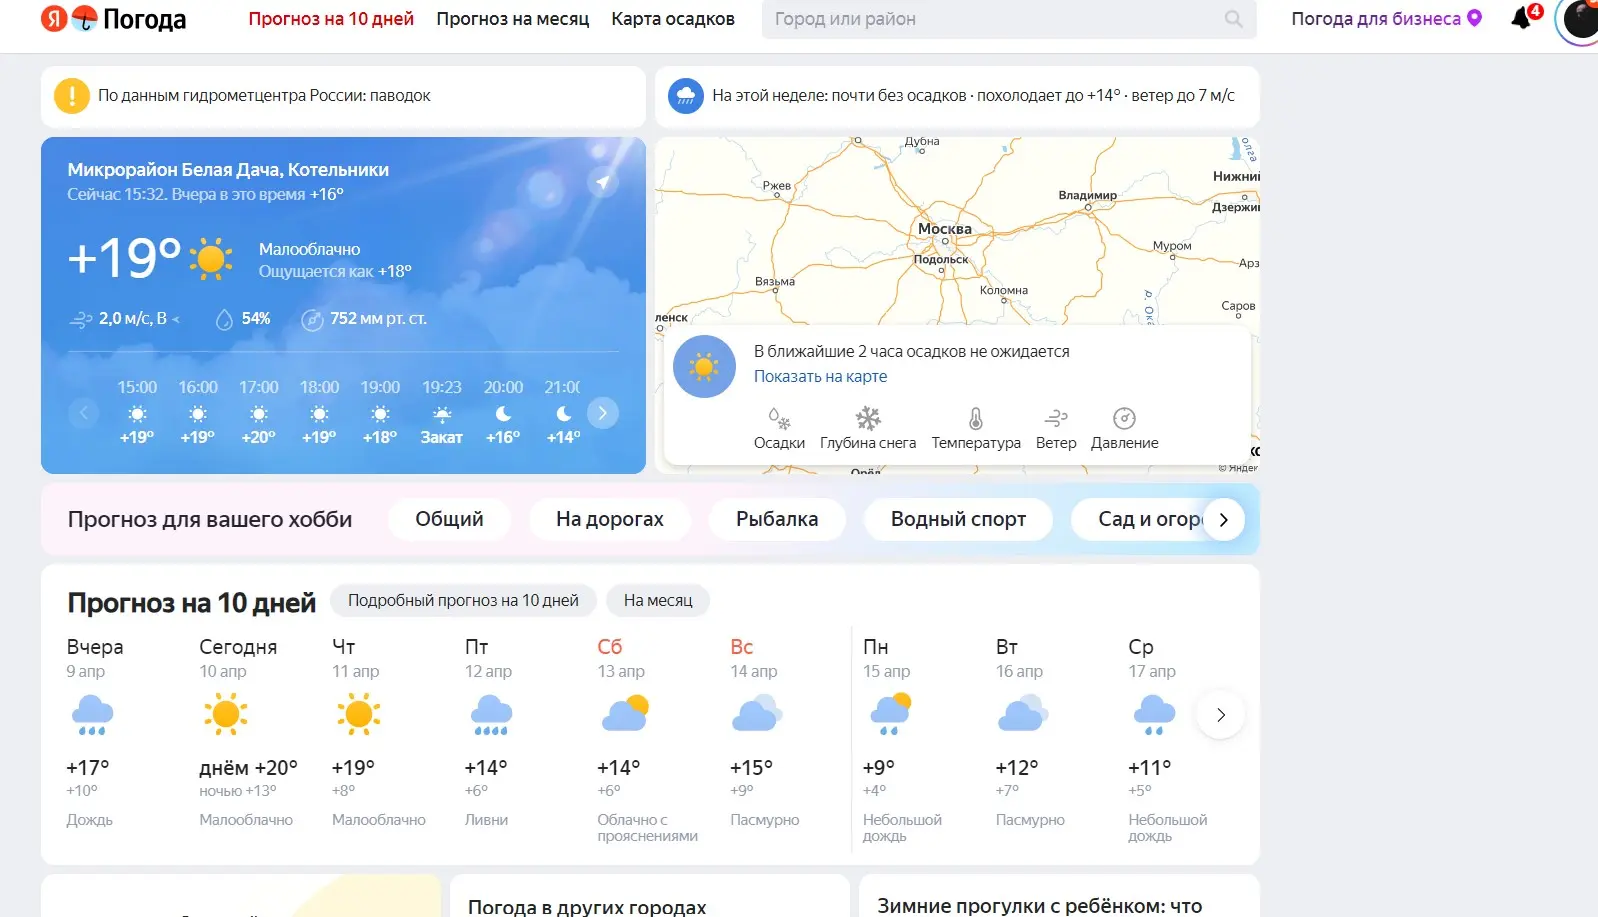 Я Погода
Прогноз на 10 дней
Прогноз на месяц
Карта осадков
Город или район
Погода для бизнеса
4
По данным гидрометцентра России: паводок
На этой неделе: почти без осадков · похолодает до +14° · ветер до 7 м/с
Микрорайон Белая Дача, Котельники
Сейчас 15:32. Вчера в это время +16°
+19°
Малооблачно
Ощущается как +18°
2,0 м/с, В
54%
752 мм рт. ст.
15:00 16:00 17:00 18:00 19:00 19:23 20:00 21:00
+19° +19° +20° +19° +18° Закат +16° +14°
Дубна
олга
Ржев
Владимир
Нижний
Дзержин
Москва
Муром
Подольск
Арз
Вязьма
Коломна
р. Ока
Саров
ленск
В ближайшие 2 часа осадков не ожидается
Показать на карте
Осадки Глубина снега Температура Ветер Давление
Орёл
© Яндек
Прогноз для вашего хобби
Общий
На дорогах
Рыбалка
Водный спорт
Сад и огоро
Прогноз на 10 дней
Подробный прогноз на 10 дней
На месяц
Вчера Сегодня Чт Пт Сб Вс Пн Вт Ср
9 апр 10 апр 11 апр 12 апр 13 апр 14 апр 15 апр 16 апр 17 апр
+17° днём +20° +19° +14° +14° +15° +9° +12° +11°
+10° ночью +13° +8° +6° +6° +9° +4° +7° +5°
Дождь Малооблачно Малооблачно Ливни Облачно с Пасмурно Небольшой Пасмурно Небольшой
прояснениями дождь дождь
Погода в других городах
Зимние прогулки с ребёнком: что